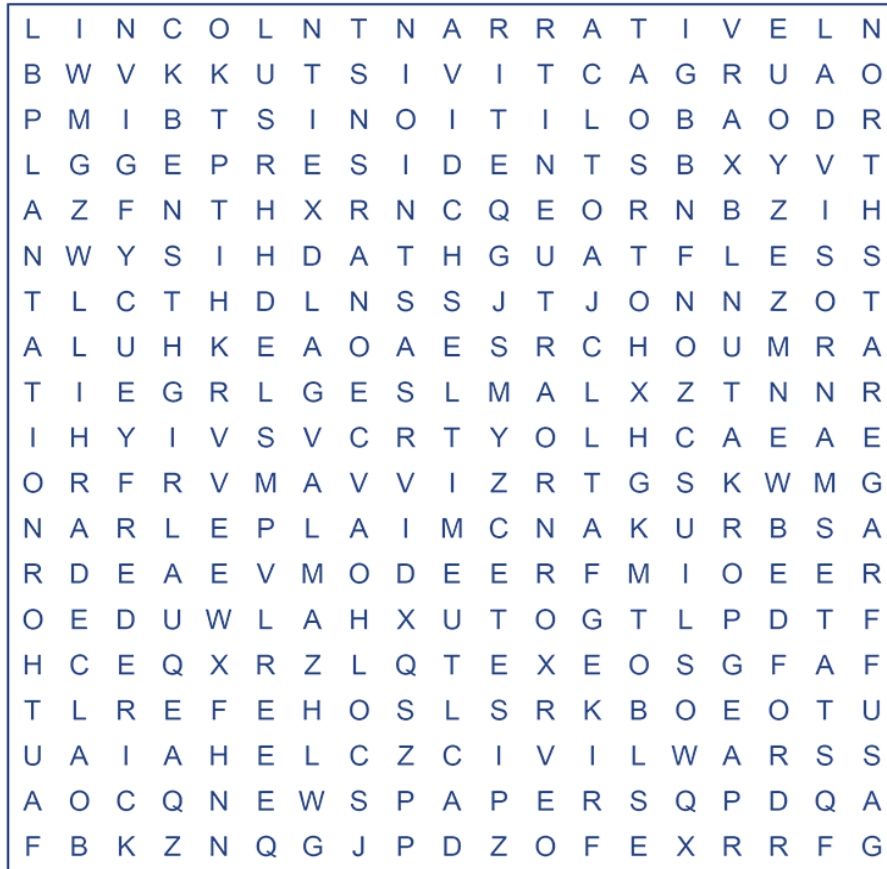 L I N C O L N T N A R R A T I V E L N
B W V K K U T S I V I T C A G R U A O
P M I B T S I N O I T I L O B A O D R
L G G E P R E S I D E N T S B X Y V T
A Z F N T H X R N C Q E O R N B Z I H
N W Y S I H D A T H G U A T F L E S S
T L C T H D L N S S J T J O N N Z O T
A L U H K E A O A E S R C H O U M R A
T I E G R L G E S L M A L X Z T N N R
I H Y I V S V C R T Y O L H C A E A E
O R F R V M A V V I Z R T G S K W M G
N A R L E P L A I M C N A K U R B S A
R D E A E V M O D E E R F M I O E E R
O E D U W L A H X U T O G T L P D T F
H C E Q X R Z L Q T E X E O S G F A F
T L R E F E H O S L S R K B O E O T U
U A I A H E L C Z C I V I L W A R S S
A O C Q N E W S P A P E R S Q P D Q A
F B K Z N Q G J P D Z O F E X R R F G